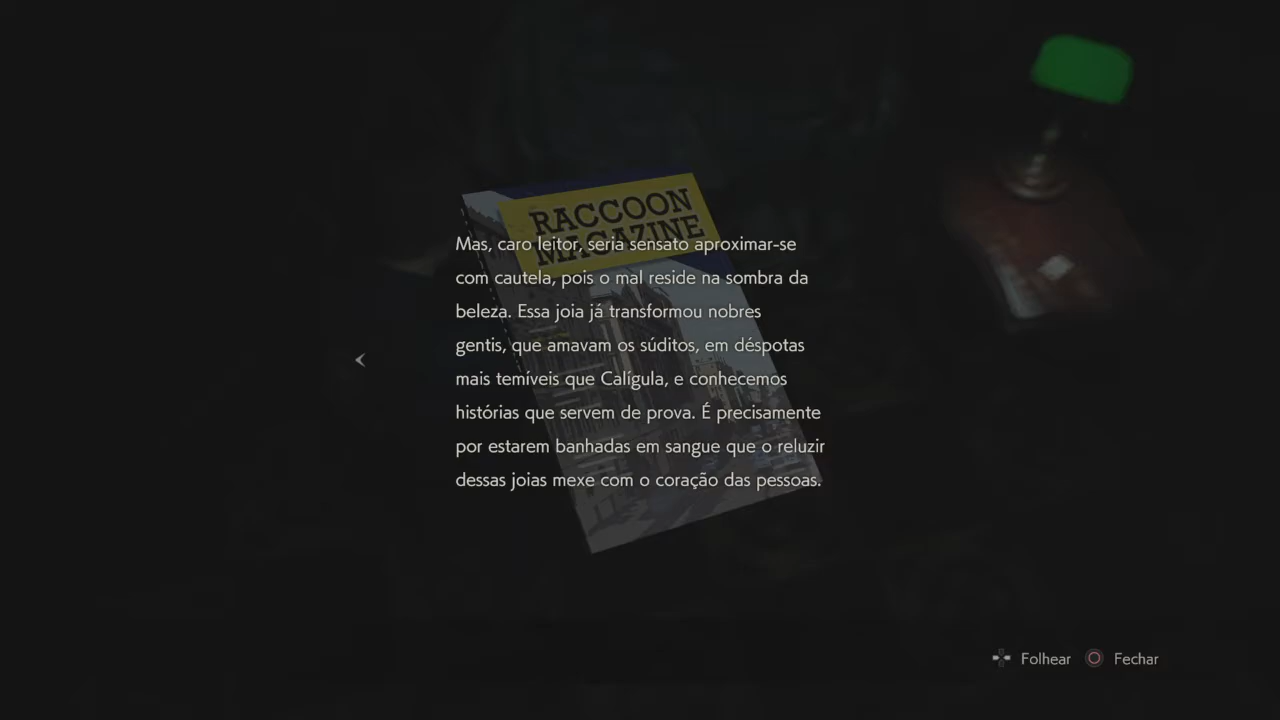 RACCOON
MAGAZINE
Mas, caro leitor, seria sensato aproximar-se
com cautela, pois o mal reside na sombra da
beleza. Essa joia já transformou nobres
gentis, que amavam os súditos, em déspotas
mais temíveis que Calígula, e conhecemos
histórias que servem de prova. É precisamente
por estarem banhadas em sangue que o reluzir
dessas joias mexe com o coração das pessoas.
Folhear Fechar